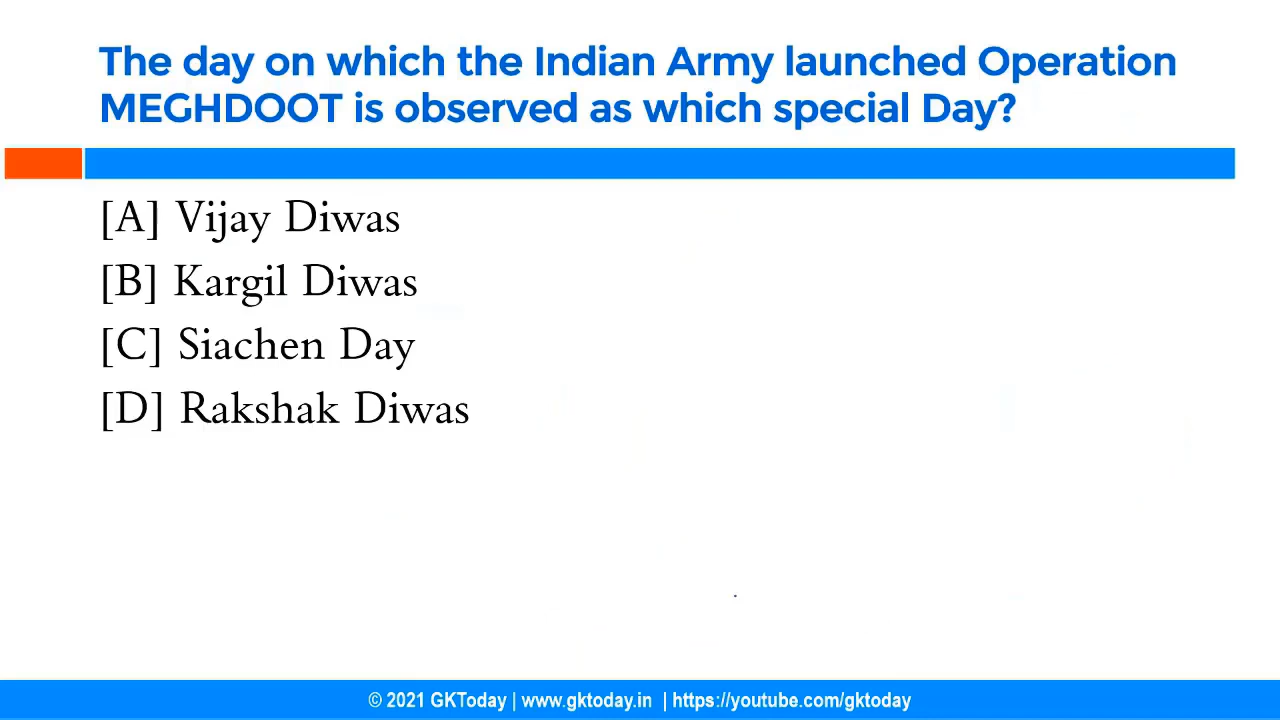 The day on which the Indian Army launched Operation
MEGHDOOT is observed as which special Day?
[A] Vijay Diwas
[B] Kargil Diwas
[C] Siachen Day
[D] Rakshak Diwas
© 2021 GKToday | www.gktoday.in | https://youtube.com/gktoday